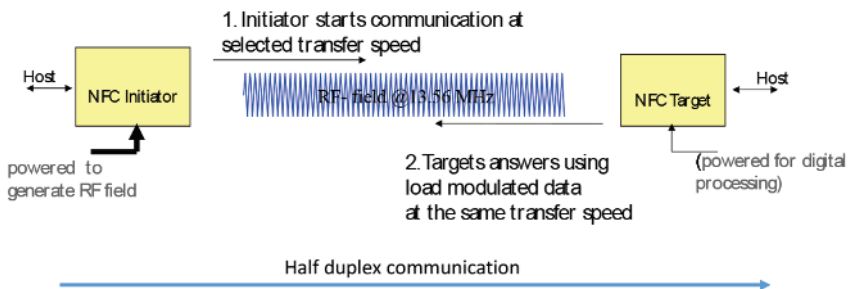 1. Initiator starts communication at
selected transfer speed
Host
NFC Initiator
RF- field @13.56 MHz
NFC Target
Host
powered to
generate RF field
2. Targets answers using
load modulated data
at the same transfer speed
(powered for digital
processing)
Half duplex communication